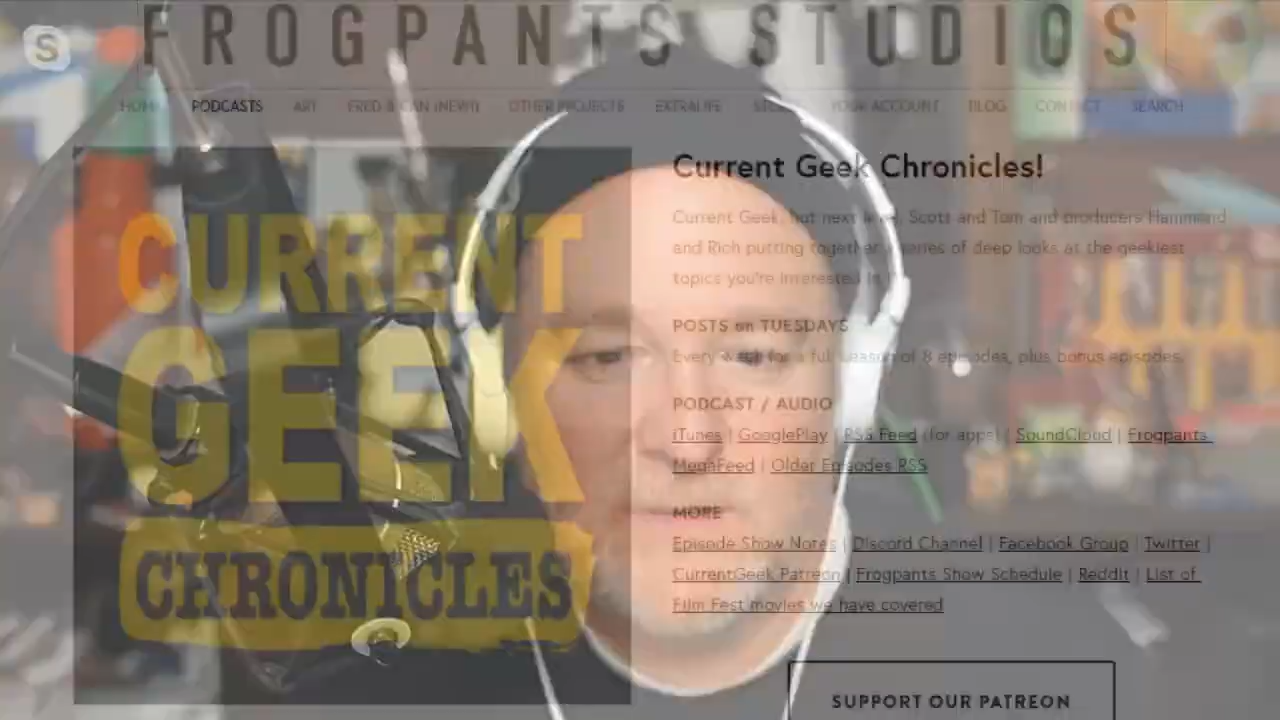 S
FROGPANTS STUDIOS
HOME PODCASTS ART FRED & CAN (NEW!) OTHER PROJECTS EXTRALIFE YOUR ACCOUNT BLOG CONTACT SEARCH
CURRENT
GEEK
CHRONICLES
Current Geek Chronicles!
Current Geek, but next level. Scott and Tom and producers Hammond
and Rich putting together a series of deep looks at the geekiest
topics you're interested in.
POSTS on TUESDAYS
Every week for a full season of 8 episodes, plus bonus episodes.
PODCAST / AUDIO
iTunes | GooglePlay | RSS Feed (for apps) | SoundCloud | Frogpants
MegaFeed | Older Episodes RSS
MORE
Episode Show Notes | Discord Channel | Facebook Group | Twitter |
CurrentGeek Patreon | Frogpants Show Schedule | Reddit | List of
Film Fest movies we have covered
SUPPORT OUR PATREON